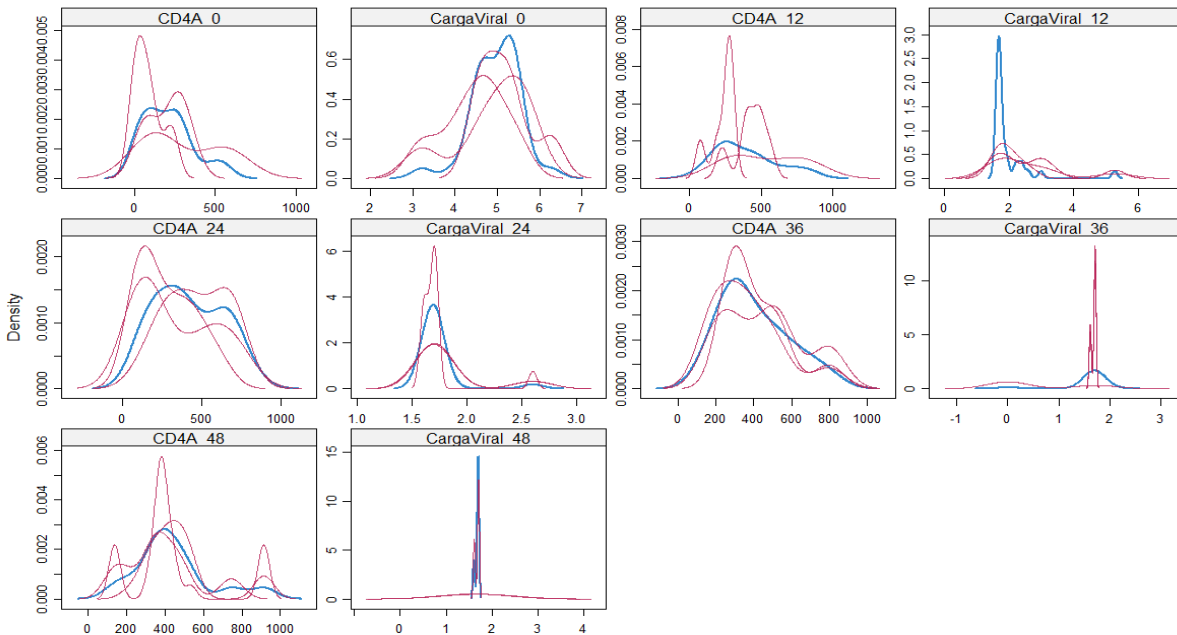 CD4A_0
CargaViral_0
CD4A_12
CargaViral_12
0.000 0.001 0.002 0.003 0.004 0.005
0 500 1000
0.0 0.2 0.4 0.6
2 3 4 5 6 7
0.000 0.002 0.004 0.006 0.008
0 500 1000
0.0 0.5 1.0 1.5 2.0 2.5 3.0
0 2 4 6
CD4A_24
CargaViral_24
CD4A_36
CargaViral_36
Density
0.0000 0.0010 0.0020
0 500 1000
0 2 4 6
1.0 1.5 2.0 2.5 3.0
0.0000 0.0010 0.0020 0.0030
0 200 400 600 800 1000
0 5 10
-1 0 1 2 3
CD4A_48
CargaViral_48
0.000 0.002 0.004 0.006
0 200 400 600 800 1000
0 5 10 15
0 1 2 3 4